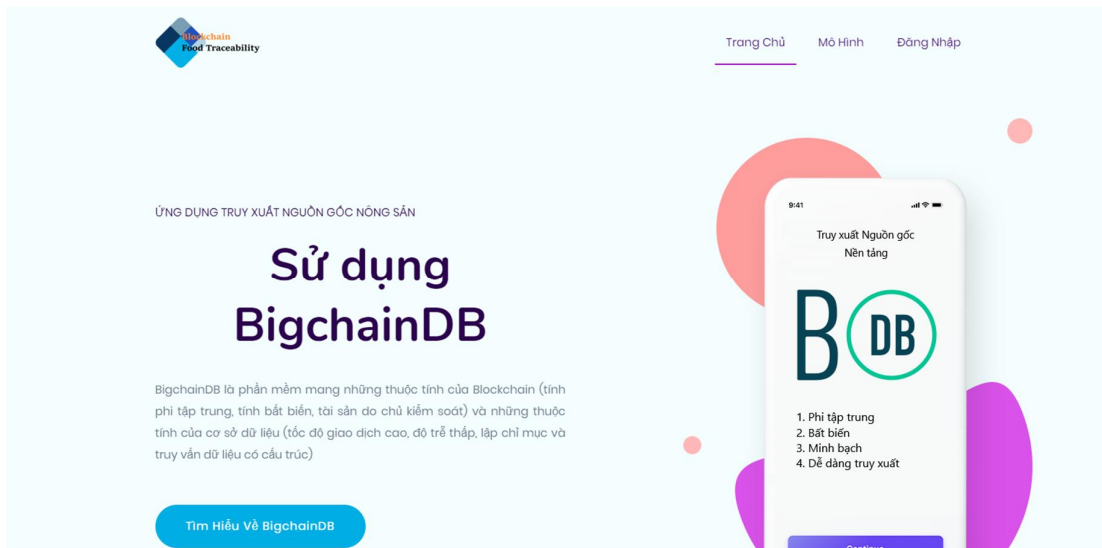 Blockchain
Food Traceability
Trang Chủ
Mô Hình
Đăng Nhập
ỨNG DỤNG TRUY XUẤT NGUỒN GỐC NÔNG SẢN
Sử dụng
BigchainDB
BigchainDB là phần mềm mang những thuộc tính của Blockchain (tính
phi tập trung, tính bất biến, tài sản do chủ kiểm soát) và những thuộc
tính của cơ sở dữ liệu (tốc độ giao dịch cao, độ trễ thấp, lập chỉ mục và
truy vấn dữ liệu có cấu trúc)
Tìm Hiểu Về BigchainDB
9:41
Truy xuất Nguồn gốc
Nền tảng
B DB
1. Phi tập trung
2. Bất biến
3. Minh bạch
4. Dễ dàng truy xuất
Continue